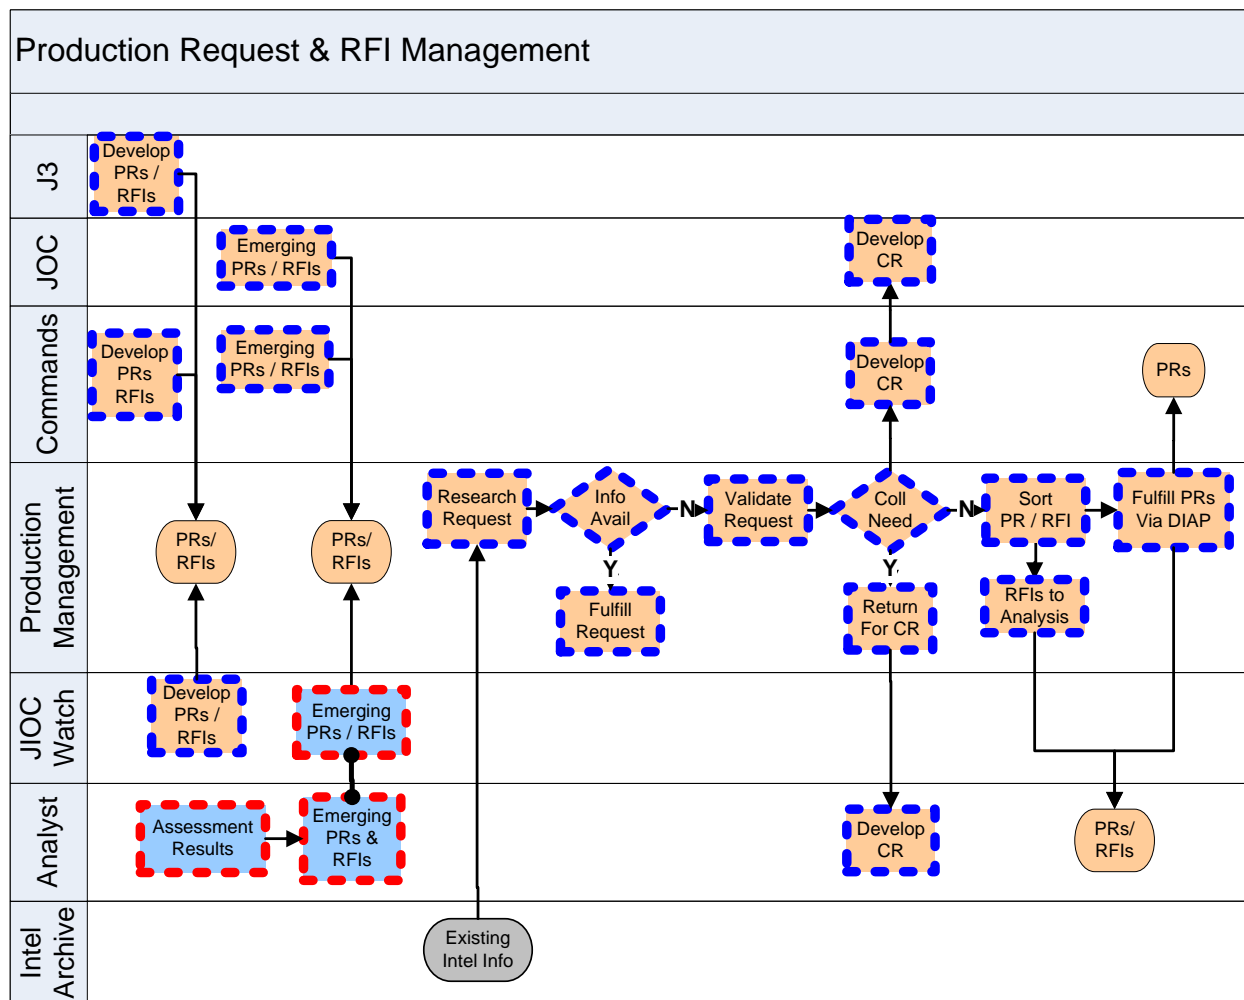 Production Request & RFI Management
J3
Develop
PRs /
RFIs
JOC
Emerging
PRs / RFIs
Develop
CR
Commands
Develop
PRs
RFIs
Emerging
PRs / RFIs
Develop
CR
PRs
Production
Management
PRs/
RFIs
PRs/
RFIs
Research
Request
Info
Avail
N
Y
Fulfill
Request
Validate
Request
Coll
Need
N
Y
Return
For CR
Sort
PR / RFI
RFIs to
Analysis
Fulfill PRs
Via DIAP
JIOC
Watch
Develop
PRs /
RFIs
Emerging
PRs / RFIs
Analyst
Assessment
Results
Emerging
PRs &
RFIs
Develop
CR
PRs/
RFIs
Intel
Archive
Existing
Intel Info